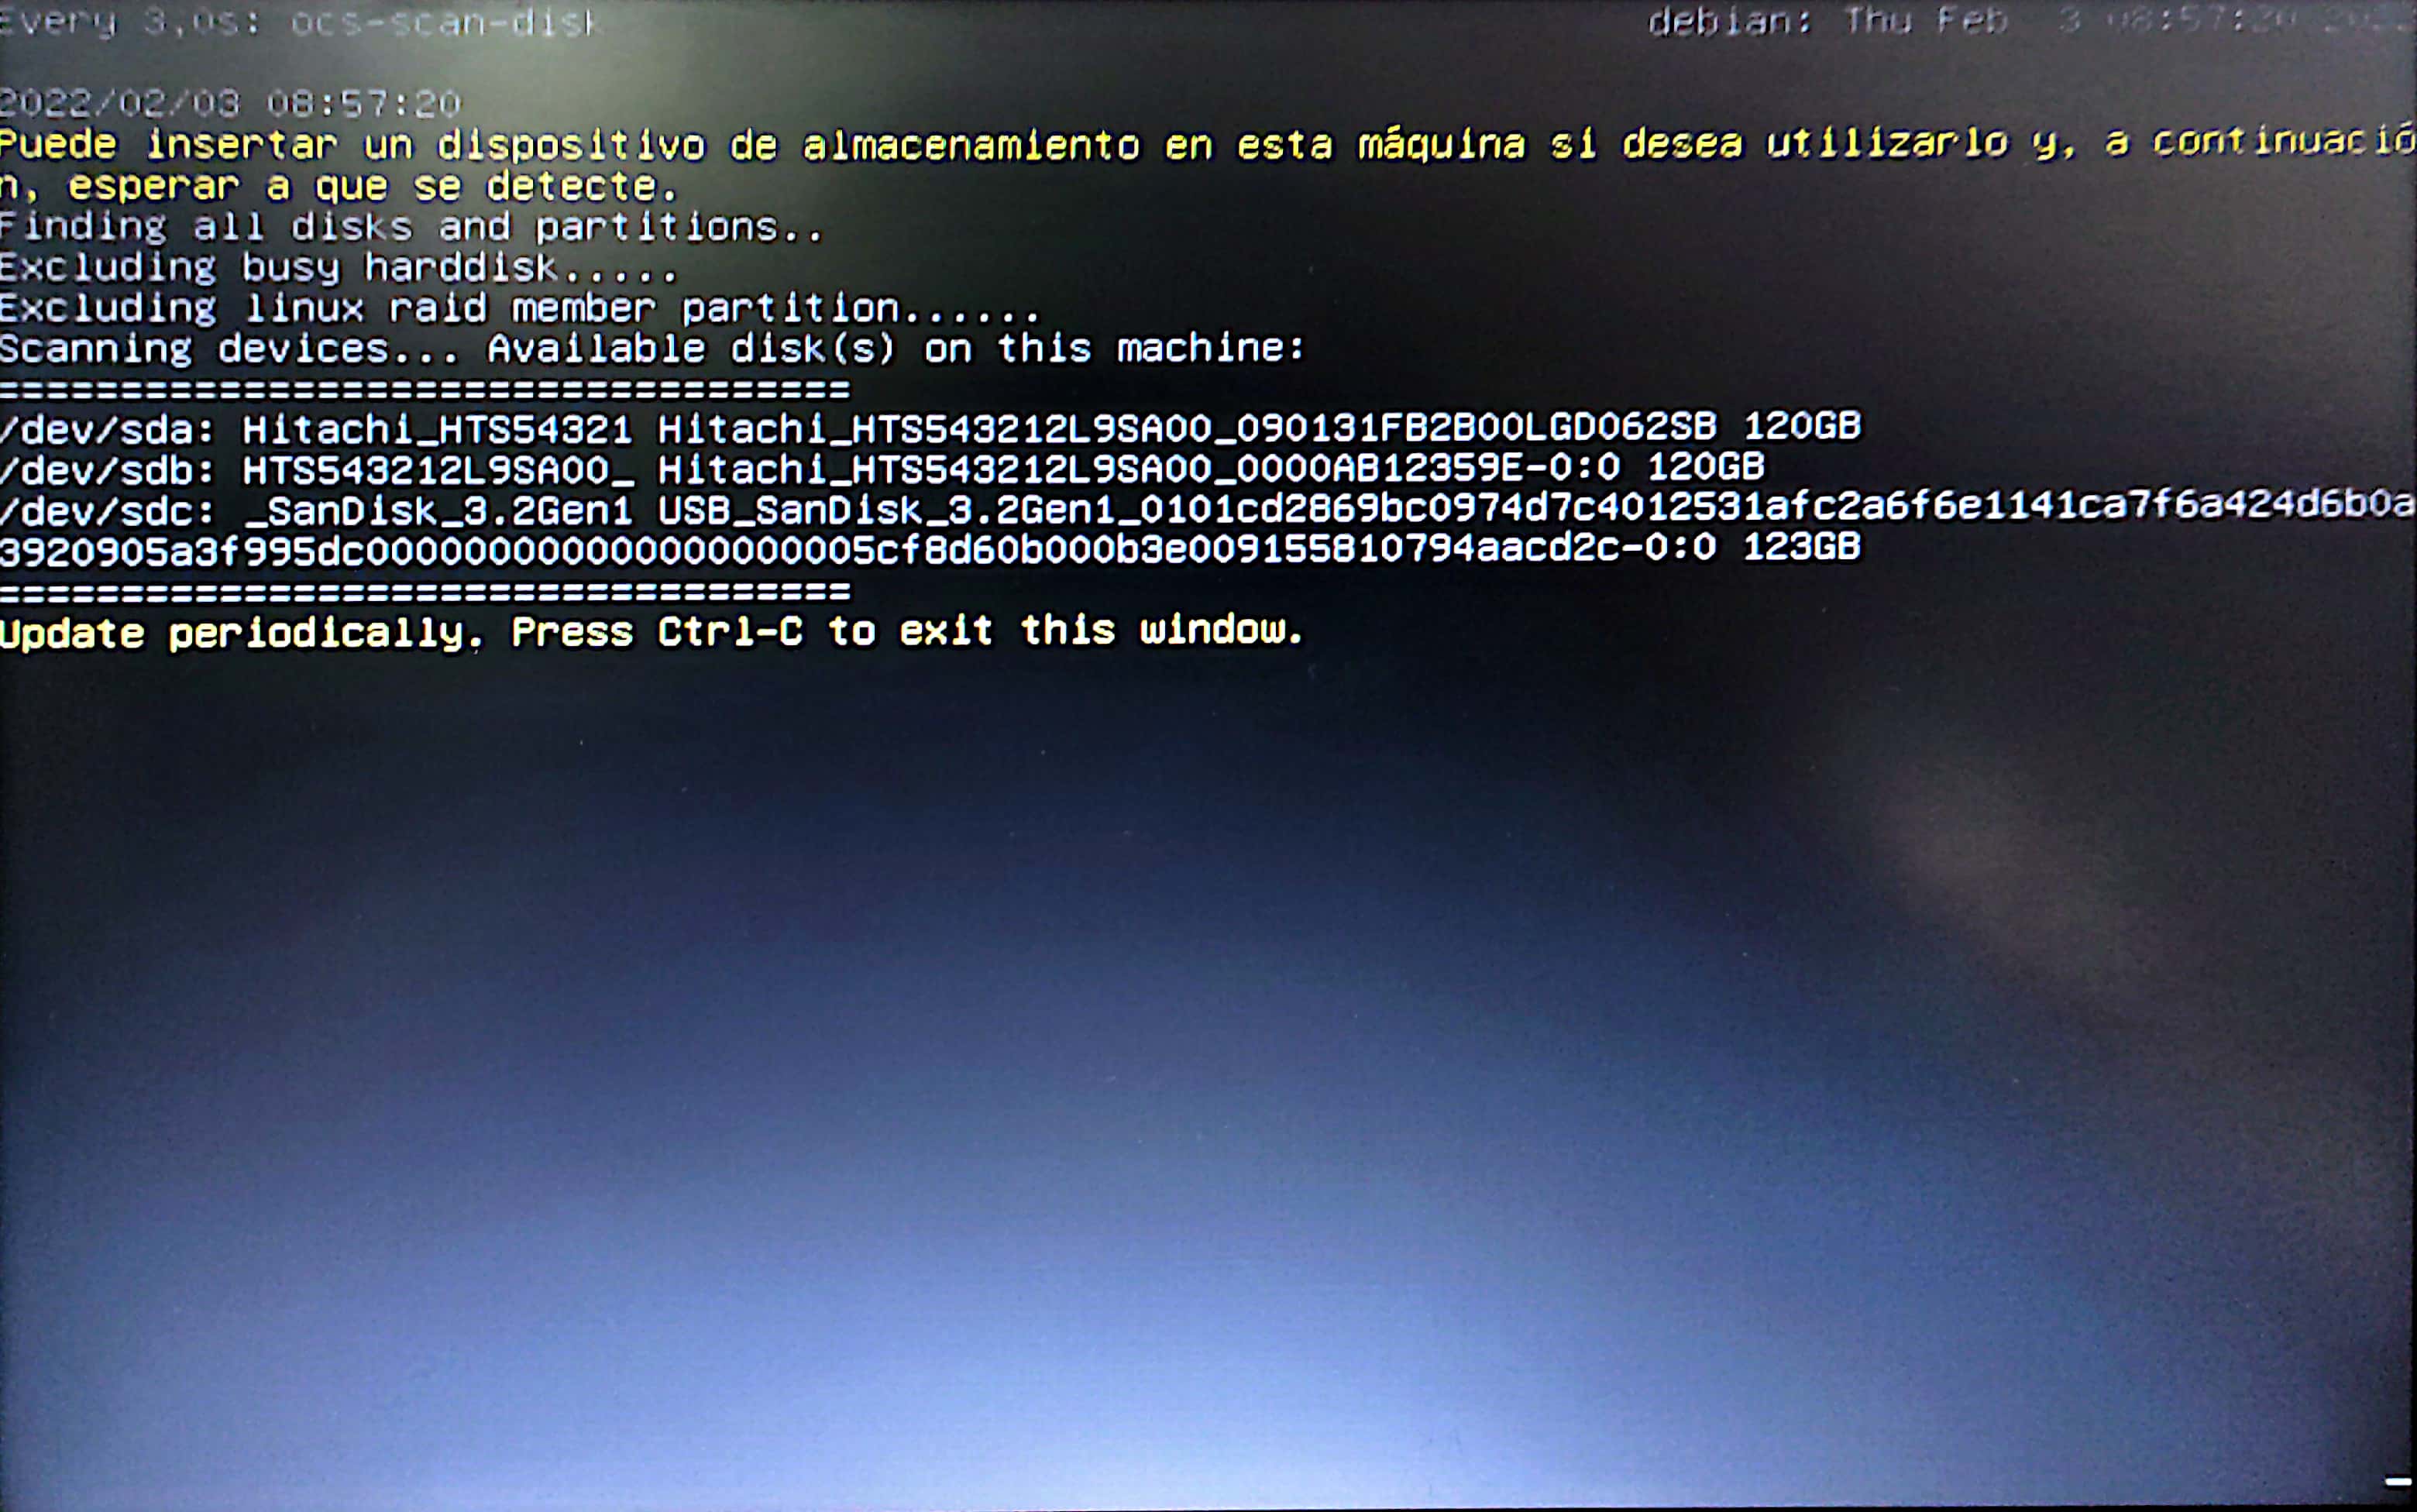 Every 3,0s: ocs-scan-disk
debian: Thu Feb  3 08:57:20
2022/02/03 08:57:20
Puede insertar un dispositivo de almacenamiento en esta máquina si desea utilizarlo y, a continuació
n, esperar a que se detecte.
Finding all disks and partitions..
Excluding busy harddisk.....
Excluding linux raid member partition......
Scanning devices... Available disk(s) on this machine:
===================================
/dev/sda: Hitachi_HTS54321 Hitachi_HTS543212L9SA00_090131FB2B00LGD062SB 120GB
/dev/sdb: HTS543212L9SA00_ Hitachi_HTS543212L9SA00_0000AB12359E-0:0 120GB
/dev/sdc: _SanDisk_3.2Gen1 USB_SanDisk_3.2Gen1_0101cd2869bc0974d7c4012531afc2a6f6e1141ca7f6a424d6b0a
3920905a3f995dc000000000000000000005cf8d60b000b3e009155810794aacd2c-0:0 123GB
===================================
Update periodically. Press Ctrl-C to exit this window.